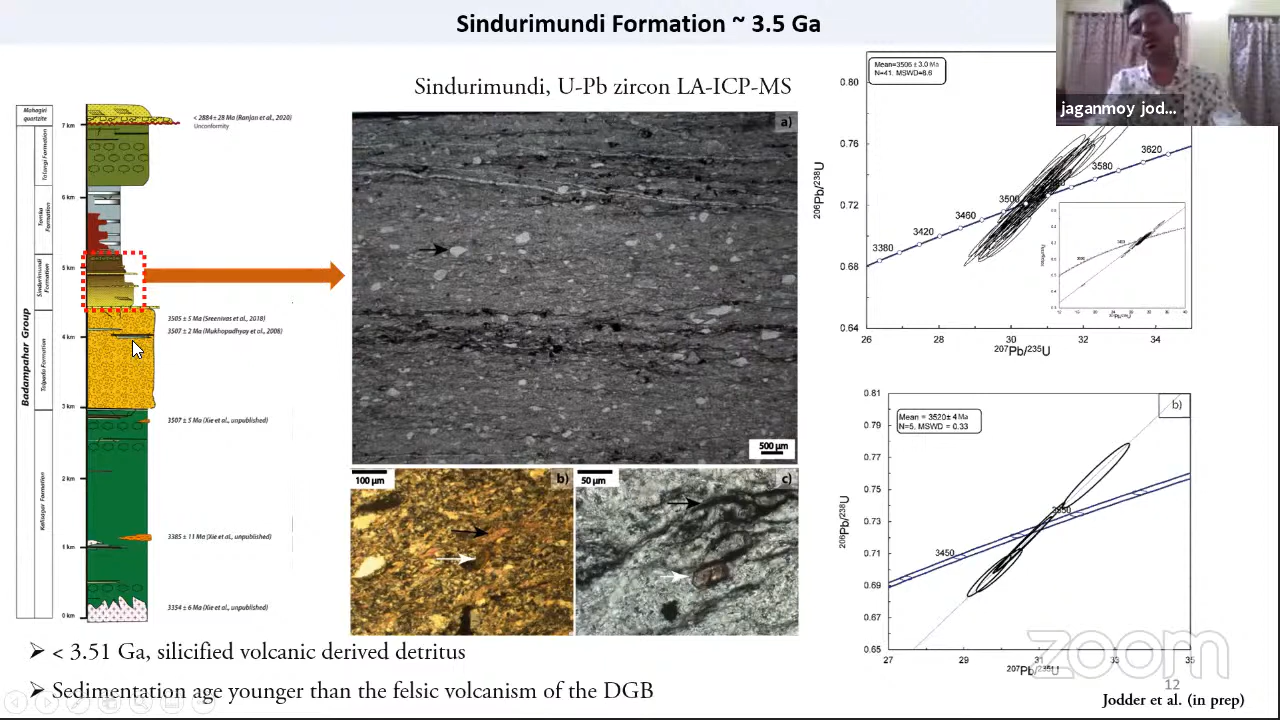 Sindurimundi Formation ~ 3.5 Ga
jaganmoy jod...
Sindurimundi, U-Pb zircon LA-ICP-MS
Mahagiri
quartzite
Talangi Formation
Tomka
Formation
Sindurimundi
Formation
Talpada Formation
Kalisagar Formation
Badampahar Group
7 km
6 km
5 km
4 km
3 km
2 km
1 km
0 km
< 2884 ± 28 Ma (Ranjan et al., 2020)
Unconformity
3505 ± 5 Ma (Sreenivas et al., 2018)
3507 ± 2 Ma (Mukhopadhyay et al., 2008)
3507 ± 5 Ma (Xie et al., unpublished)
3385 ± 11 Ma (Xie et al., unpublished)
3354 ± 6 Ma (Xie et al., unpublished)
a)
500 µm
100 µm
b)
50 µm
c)
Mean=3506 ± 3.0 Ma
N=41, MSWD=8.6
0.80
0.76
0.72
0.68
0.64
206Pb/238U
3380
3420
3460
3500
3580
3620
26
28
30
32
34
207Pb/235U
b)
Mean = 3520± 4 Ma
N=5, MSWD = 0.33
0.81
0.79
0.77
0.75
0.73
0.71
0.69
0.65
206Pb/238U
3450
3550
27
29
31
33
35
207Pb/235U
zoom
12
➢ < 3.51 Ga, silicified volcanic derived detritus
➢ Sedimentation age younger than the felsic volcanism of the DGB
Jodder et al. (in prep)